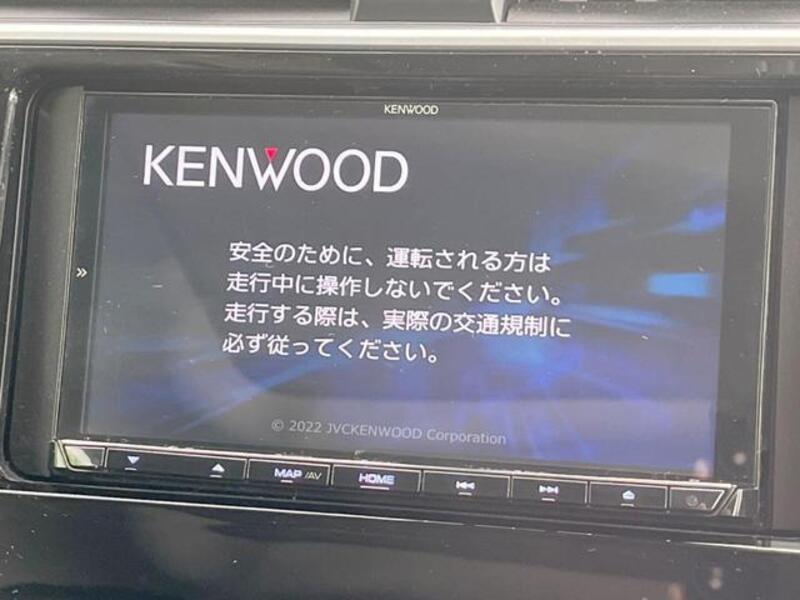 KENWOOD
KENWOOD
安全のために、運転される方は
走行中に操作しないでください。
走行する際は、実際の交通規制に
必ず従ってください。
© 2022 JVCKENWOOD Corporation
MAP/AV
HOME